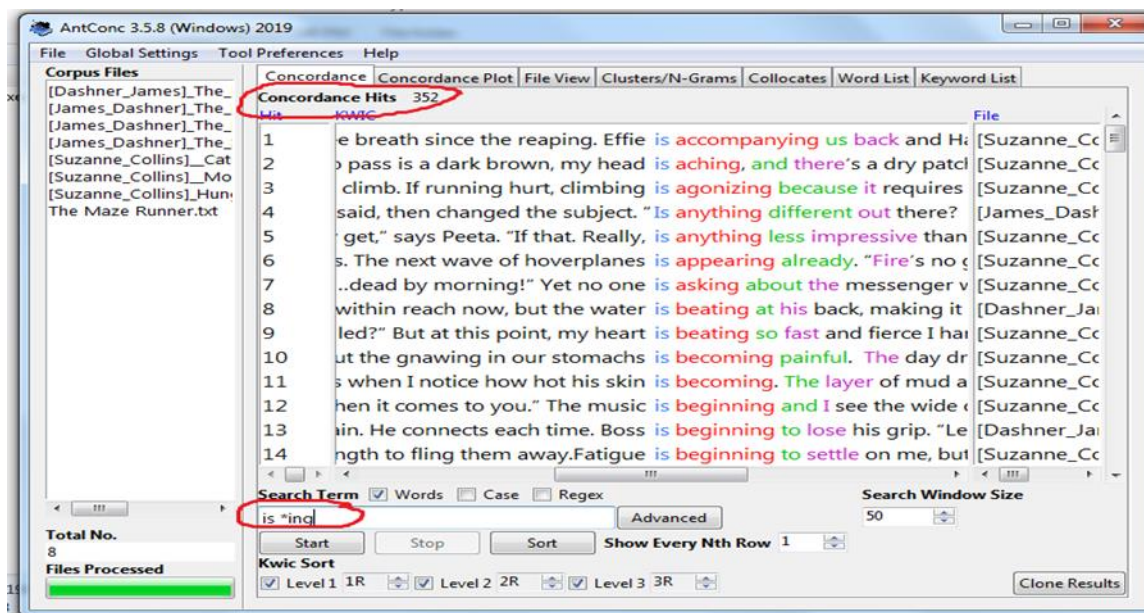 AntConc 3.5.8 (Windows) 2019
File Global Settings Tool Preferences Help
Corpus Files
[Dashner_James]_The_
[James_Dashner]_The_
[James_Dashner]_The_
[James_Dashner]_The_
[Suzanne_Collins]__Cat
[Suzanne_Collins]__Mo
[Suzanne_Collins]_Hun
The Maze Runner.txt
Total No.
8
Files Processed
Concordance Concordance Plot File View Clusters/N-Grams Collocates Word List Keyword List
Concordance Hits 352
Hit KWIC File
1 e breath since the reaping. Effie is accompanying us back and Ha [Suzanne_Cc
2 pass is a dark brown, my head is aching, and there's a dry patch [Suzanne_Cc
3 climb. If running hurt, climbing is agonizing because it requires [Suzanne_Cc
4 said, then changed the subject. "Is anything different out there? [James_Dash
5 get," says Peeta. "If that. Really, is anything less impressive than [Suzanne_Cc
6 s. The next wave of hoverplanes is appearing already. "Fire's no [Suzanne_Cc
7 ...dead by morning!" Yet no one is asking about the messenger [Suzanne_Cc
8 within reach now, but the water is beating at his back, making it [Dashner_Ja
9 led?" But at this point, my heart is beating so fast and fierce I ha [Suzanne_Cc
10 ut the gnawing in our stomachs is becoming painful. The day dr [Suzanne_Cc
11 s when I notice how hot his skin is becoming. The layer of mud a [Suzanne_Cc
12 hen it comes to you." The music is beginning and I see the wide [Suzanne_Cc
13 ain. He connects each time. Boss is beginning to lose his grip. "Le [Dashner_Ja
14 ngth to fling them away.Fatigue is beginning to settle on me, but [Suzanne_Cc
Search Term Words Case Regex Search Window Size
is *ing Advanced 50
Start Stop Sort Show Every Nth Row 1
Kwic Sort
Level 1 1R Level 2 2R Level 3 3R Clone Results